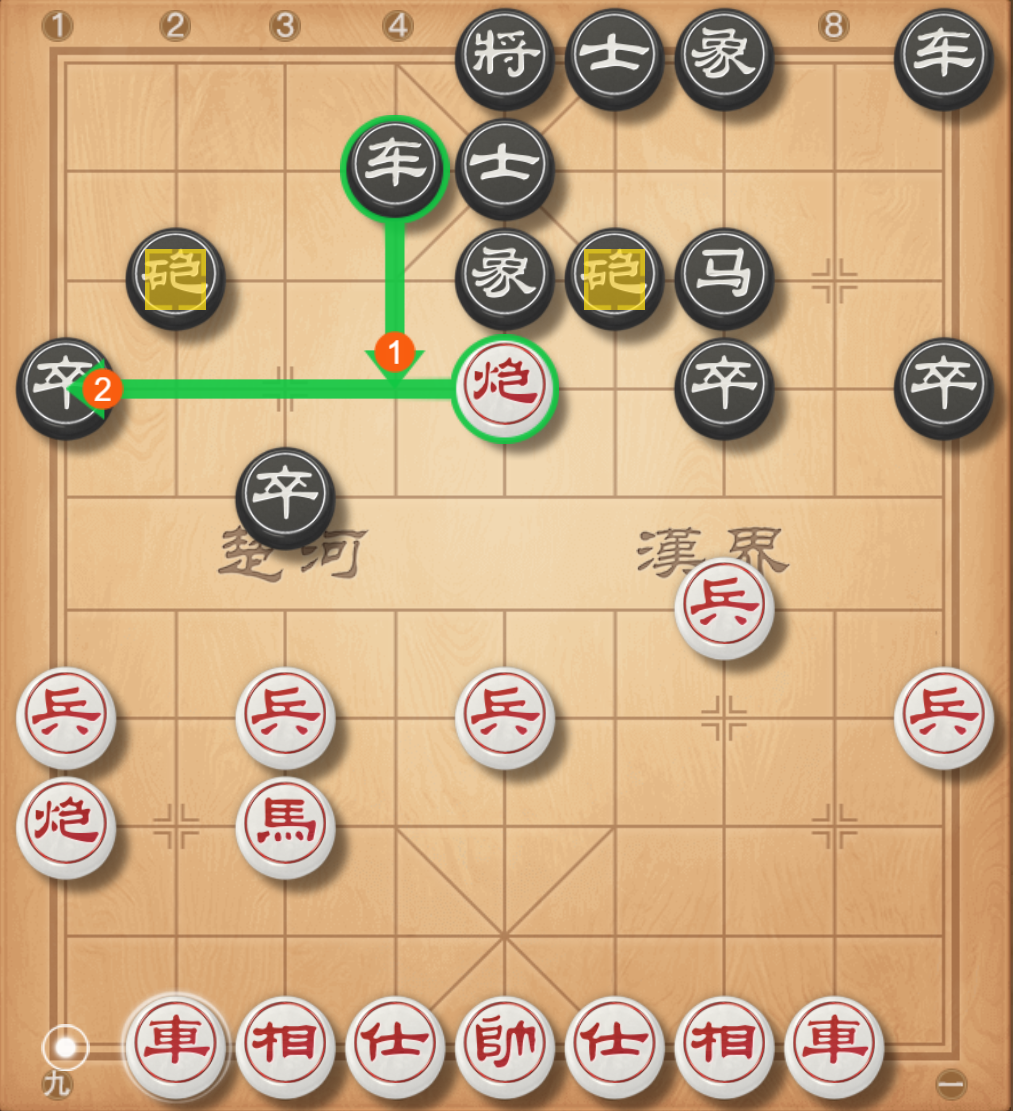 1 2 3 4 8
将 士 象 车
车 士
砲 象 砲 马
1
卒 2 炮 卒 卒
卒
楚河 漢界
兵
兵 兵 兵 兵
炮 馬
車 相 仕 帥 仕 相 車
九 一